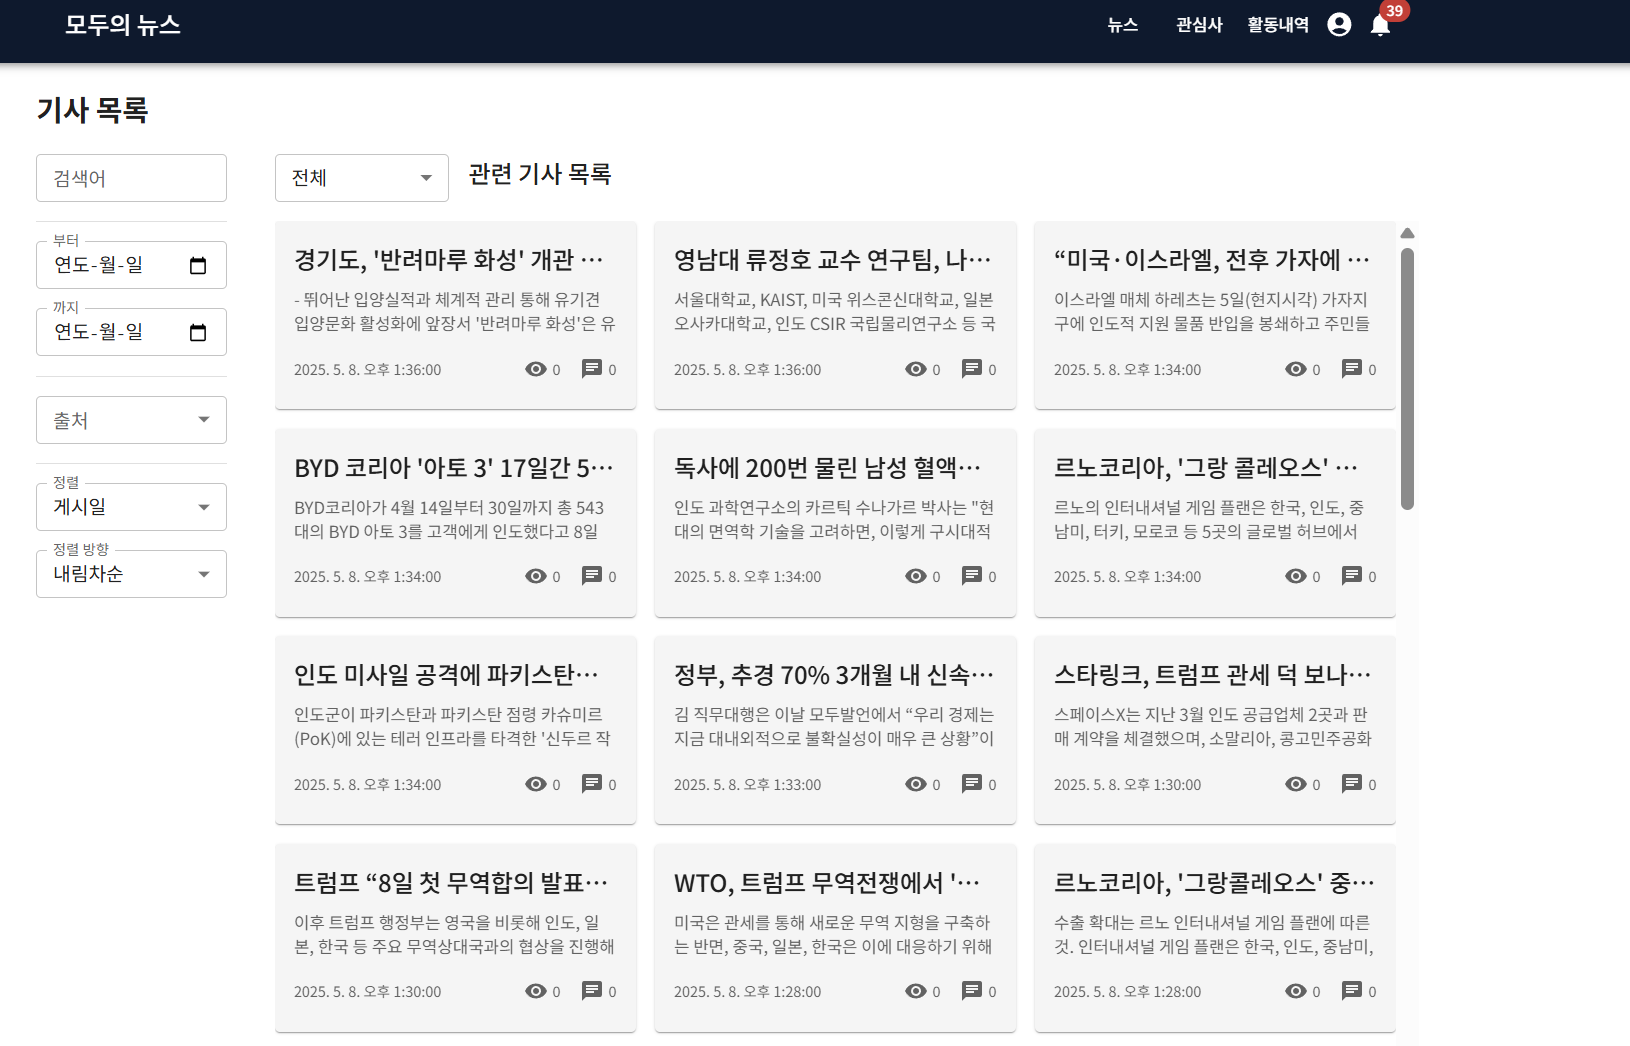 모두의 뉴스
뉴스 관심사 활동내역 39
기사 목록
검색어
부터
연도-월-일
까지
연도-월-일
출처
정렬
게시일
정렬 방향
내림차순
전체 관련 기사 목록
경기도, '반려마루 화성' 개관 …
- 뛰어난 입양실적과 체계적 관리 통해 유기견
입양문화 활성화에 앞장서 '반려마루 화성'은 유
2025. 5. 8. 오후 1:36:00 0 0
영남대 류정호 교수 연구팀, 나…
서울대학교, KAIST, 미국 위스콘신대학교, 일본
오사카대학교, 인도 CSIR 국립물리연구소 등 국
2025. 5. 8. 오후 1:36:00 0 0
“미국·이스라엘, 전후 가자에 …
이스라엘 매체 하레츠는 5일(현지시각) 가자지
구에 인도적 지원 물품 반입을 봉쇄하고 주민들
2025. 5. 8. 오후 1:34:00 0 0
BYD 코리아 '아토 3' 17일간 5…
BYD코리아가 4월 14일부터 30일까지 총 543
대의 BYD 아토 3를 고객에게 인도했다고 8일
2025. 5. 8. 오후 1:34:00 0 0
독사에 200번 물린 남성 혈액…
인도 과학연구소의 카르틱 수나가르 박사는 "현
대의 면역학 기술을 고려하면, 이렇게 구시대적
2025. 5. 8. 오후 1:34:00 0 0
르노코리아, '그랑 콜레오스' …
르노의 인터내셔널 게임 플랜은 한국, 인도, 중
남미, 터키, 모로코 등 5곳의 글로벌 허브에서
2025. 5. 8. 오후 1:34:00 0 0
인도 미사일 공격에 파키스탄…
인도군이 파키스탄과 파키스탄 점령 카슈미르
(PoK)에 있는 테러 인프라를 타격한 '신두르 작
2025. 5. 8. 오후 1:34:00 0 0
정부, 추경 70% 3개월 내 신속…
김 직무대행은 이날 모두발언에서 “우리 경제는
지금 대내외적으로 불확실성이 매우 큰 상황”이
2025. 5. 8. 오후 1:33:00 0 0
스타링크, 트럼프 관세 덕 보나…
스페이스X는 지난 3월 인도 공급업체 2곳과 판
매 계약을 체결했으며, 소말리아, 콩고민주공화
2025. 5. 8. 오후 1:30:00 0 0
트럼프 “8일 첫 무역합의 발표…
이후 트럼프 행정부는 영국을 비롯해 인도, 일
본, 한국 등 주요 무역상대국과의 협상을 진행해
2025. 5. 8. 오후 1:30:00 0 0
WTO, 트럼프 무역전쟁에서 '…
미국은 관세를 통해 새로운 무역 지형을 구축하
는 반면, 중국, 일본, 한국은 이에 대응하기 위해
2025. 5. 8. 오후 1:28:00 0 0
르노코리아, '그랑콜레오스' 중…
수출 확대는 르노 인터내셔널 게임 플랜에 따른
것. 인터내셔널 게임 플랜은 한국, 인도, 중남미,
2025. 5. 8. 오후 1:28:00 0 0